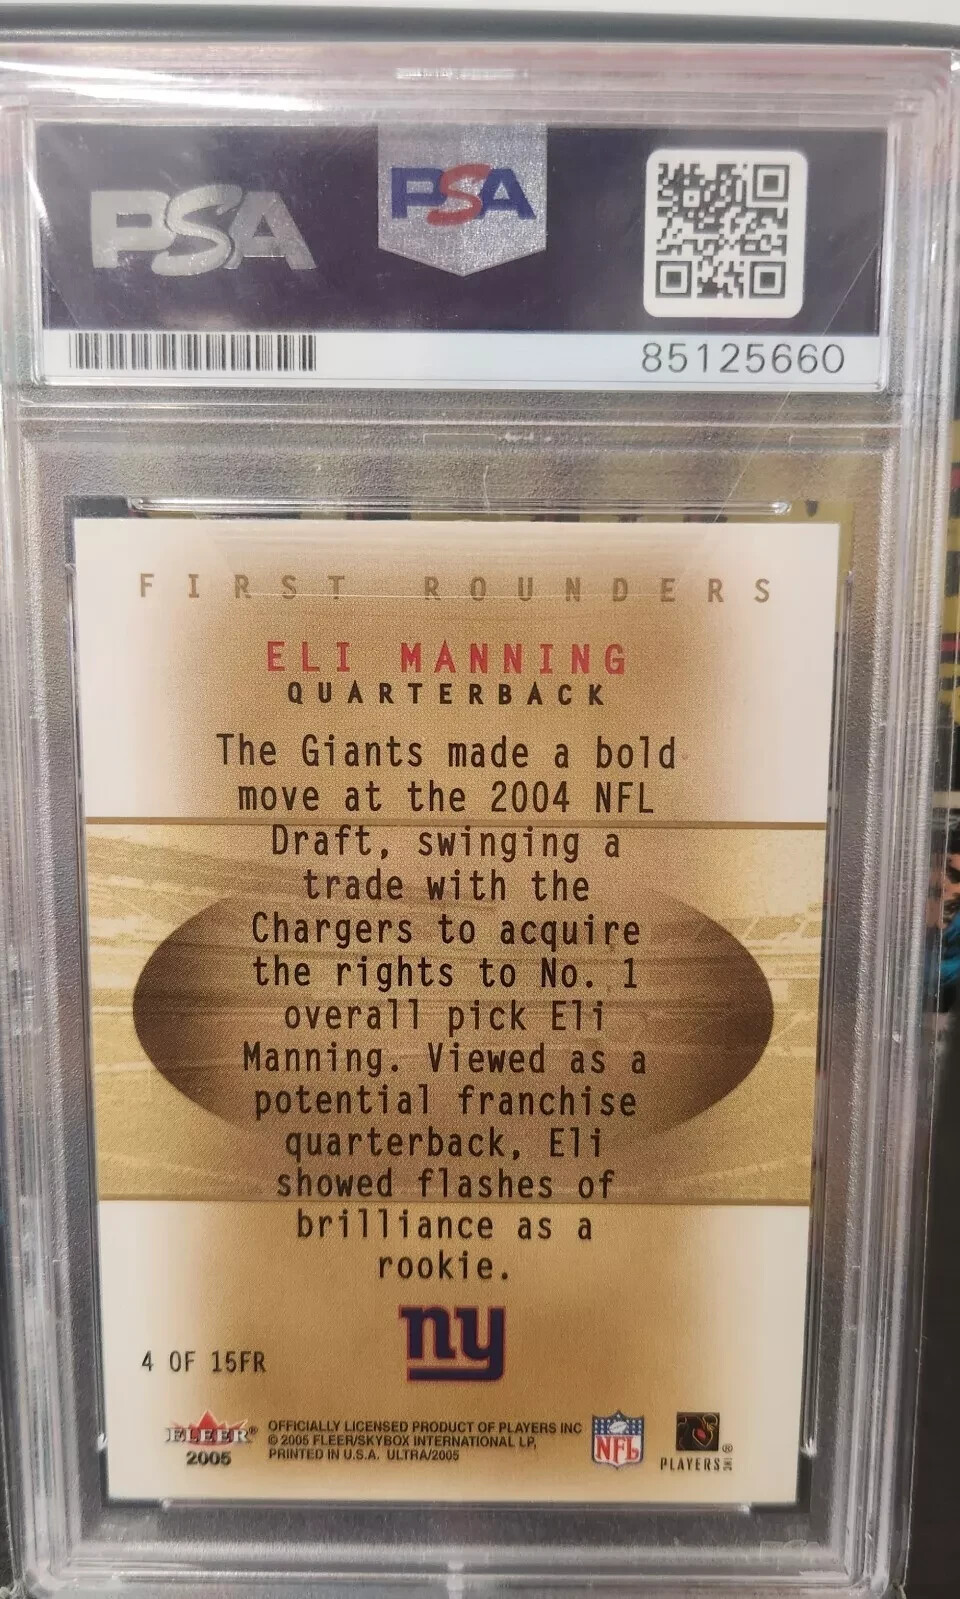 PSA
PSA
85125660
FIRST ROUNDERS
ELI MANNING
QUARTERBACK
The Giants made a bold
move at the 2004 NFL
Draft, swinging a
trade with the
Chargers to acquire
the rights to No. 1
overall pick Eli
Manning. Viewed as a
potential franchise
quarterback, Eli
showed flashes of
brilliance as a
rookie.
ny
4 OF 15FR
FLEER®
2005
OFFICIALLY LICENSED PRODUCT OF PLAYERS INC
© 2005 FLEER/SKYBOX INTERNATIONAL LP,
PRINTED IN U.S.A. ULTRA/2005
NFL
PLAYERS INC ®